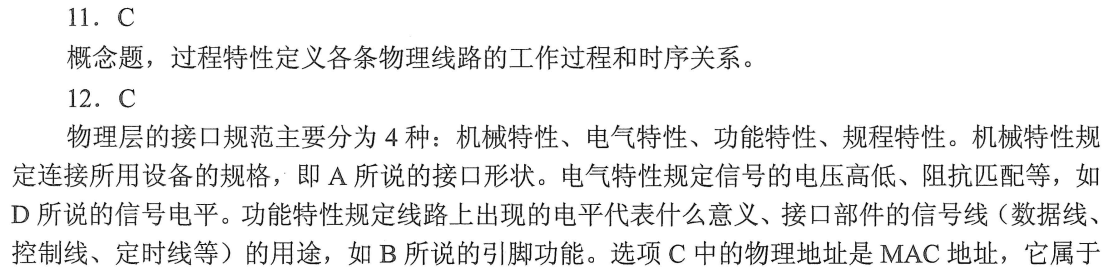 11．C
概念题，过程特性定义各条物理线路的工作过程和时序关系。
12．C
物理层的接口规范主要分为 4 种：机械特性、电气特性、功能特性、规程特性。机械特性规
定连接所用设备的规格，即 A 所说的接口形状。电气特性规定信号的电压高低、阻抗匹配等，如
D 所说的信号电平。功能特性规定线路上出现的电平代表什么意义、接口部件的信号线（数据线、
控制线、定时线等）的用途，如 B 所说的引脚功能。选项 C 中的物理地址是 MAC 地址，它属于